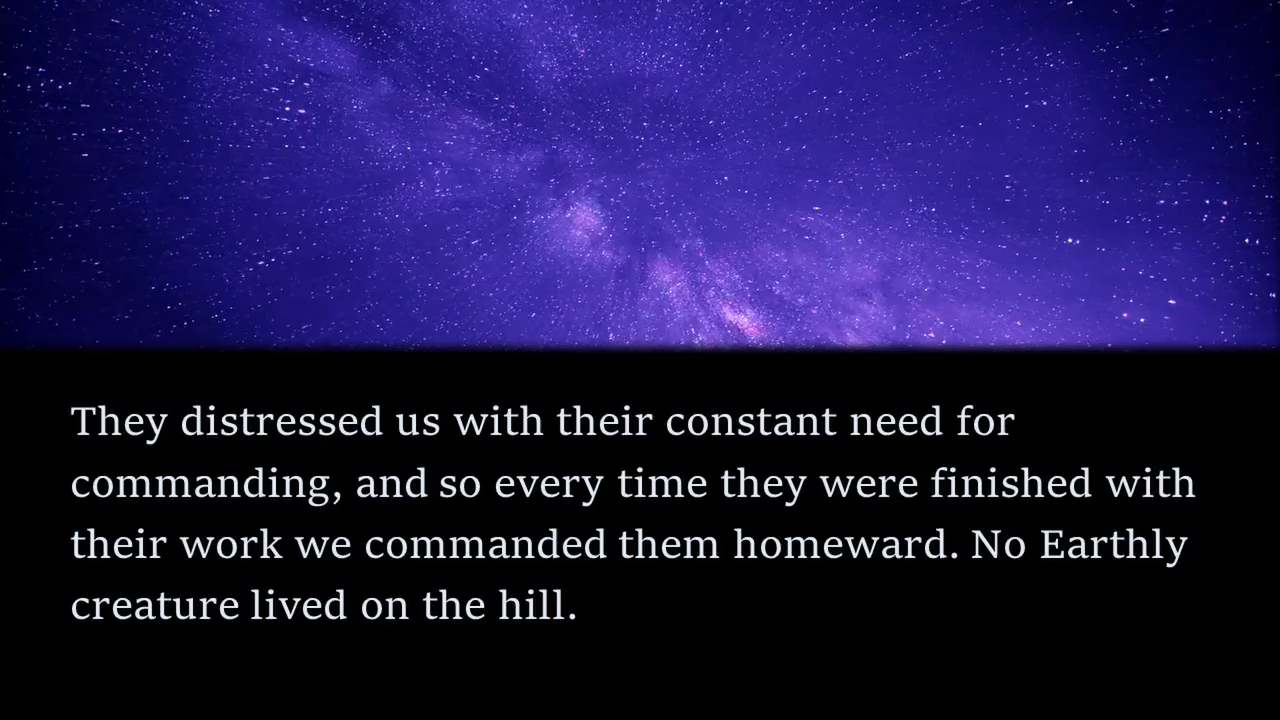 They distressed us with their constant need for
commanding, and so every time they were finished with
their work we commanded them homeward. No Earthly
creature lived on the hill.